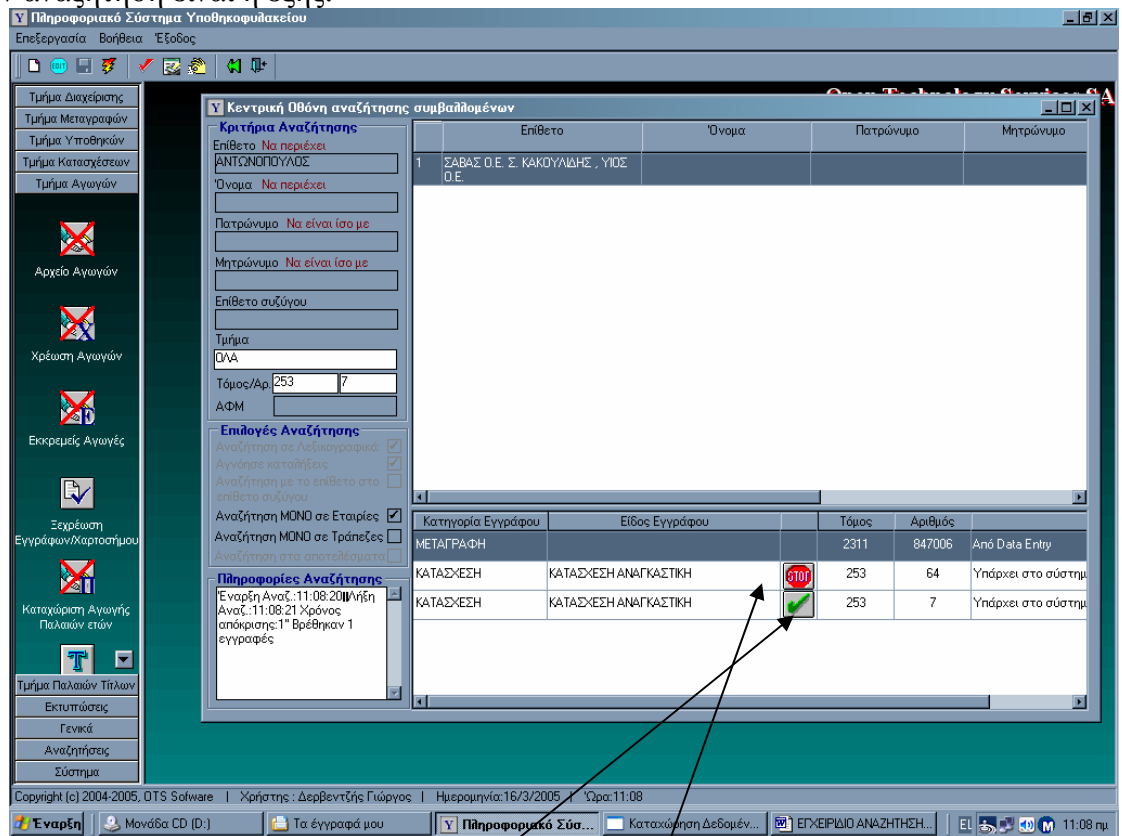 Πληροφοριακό Σύστημα Υποθηκοφυλακείου
Επεξεργασία Βοήθεια Έξοδος
Τμήμα Διαχείρισης
Τμήμα Μεταγραφών
Τμήμα Υποθηκών
Τμήμα Κατασχέσεων
Τμήμα Αγωγών
Αρχείο Αγωγών
Χρέωση Αγωγών
Εκκρεμείς Αγωγές
Ξεχρέωση
Εγγράφων/Χαρτοσήμου
Καταχώριση Αγωγής
Παλαιών ετών
Τμήμα Παλαιών Τίτλων
Εκτυπώσεις
Γενικά
Αναζητήσεις
Σύστημα
Κεντρική Οθόνη αναζήτησης συμβαλλομένων
Κριτήρια Αναζήτησης
Επίθετο Να περιέχει
ΑΝΤΩΝΟΠΟΥΛΟΣ
Όνομα Να περιέχει
Πατρώνυμο Να είναι ίσο με
Μητρώνυμο Να είναι ίσο με
Επίθετο συζύγου
Τμήμα
ΟΛΑ
Τόμος/Αρ. 253 7
ΑΦΜ
Επιλογές Αναζήτησης
Αναζήτηση σε Λεξικογραφικά
Αγνόησε καταλήξεις
Αναζήτηση με το επίθετο στο
επίθετο συζύγου
Αναζήτηση ΜΟΝΟ σε Εταιρίες
Αναζήτηση ΜΟΝΟ σε Τράπεζες
Αναζήτηση στα αποτελέσματα
Πληροφορίες Αναζήτησης
Έναρξη Αναζ.:11:08:20||Λήξη
Αναζ.:11:08:21 Χρόνος
απόκρισης:1'' Βρέθηκαν 1
εγγραφές
Επίθετο Όνομα Πατρώνυμο Μητρώνυμο
1 ΣΑΒΑΣ Ο.Ε. Σ. ΚΑΚΟΥΛΙΔΗΣ , ΥΙΟΣ
Ο.Ε.
Κατηγορία Εγγράφου Είδος Εγγράφου Τόμος Αριθμός
ΜΕΤΑΓΡΑΦΗ 2311 847006 Από Data Entry
ΚΑΤΑΣΧΕΣΗ ΚΑΤΑΣΧΕΣΗ ΑΝΑΓΚΑΣΤΙΚΗ STOP 253 64 Υπάρχει στο σύστημ
ΚΑΤΑΣΧΕΣΗ ΚΑΤΑΣΧΕΣΗ ΑΝΑΓΚΑΣΤΙΚΗ 253 7 Υπάρχει στο σύστημ
Copyright (c) 2004-2005, OTS Sofware | Χρήστης : Δερβεντζής Γιώργος | Ημερομηνία:16/3/2005 / Ώρα:11:08
Έναρξη Μονάδα CD (D:) Τα έγγραφά μου Πληροφοριακό Σύσ... Καταχώρηση Δεδομέν... ΕΓΧΕΙΡΙΔΙΟ ΑΝΑΖΗΤΗΣΗ... EL 11:08 πμ